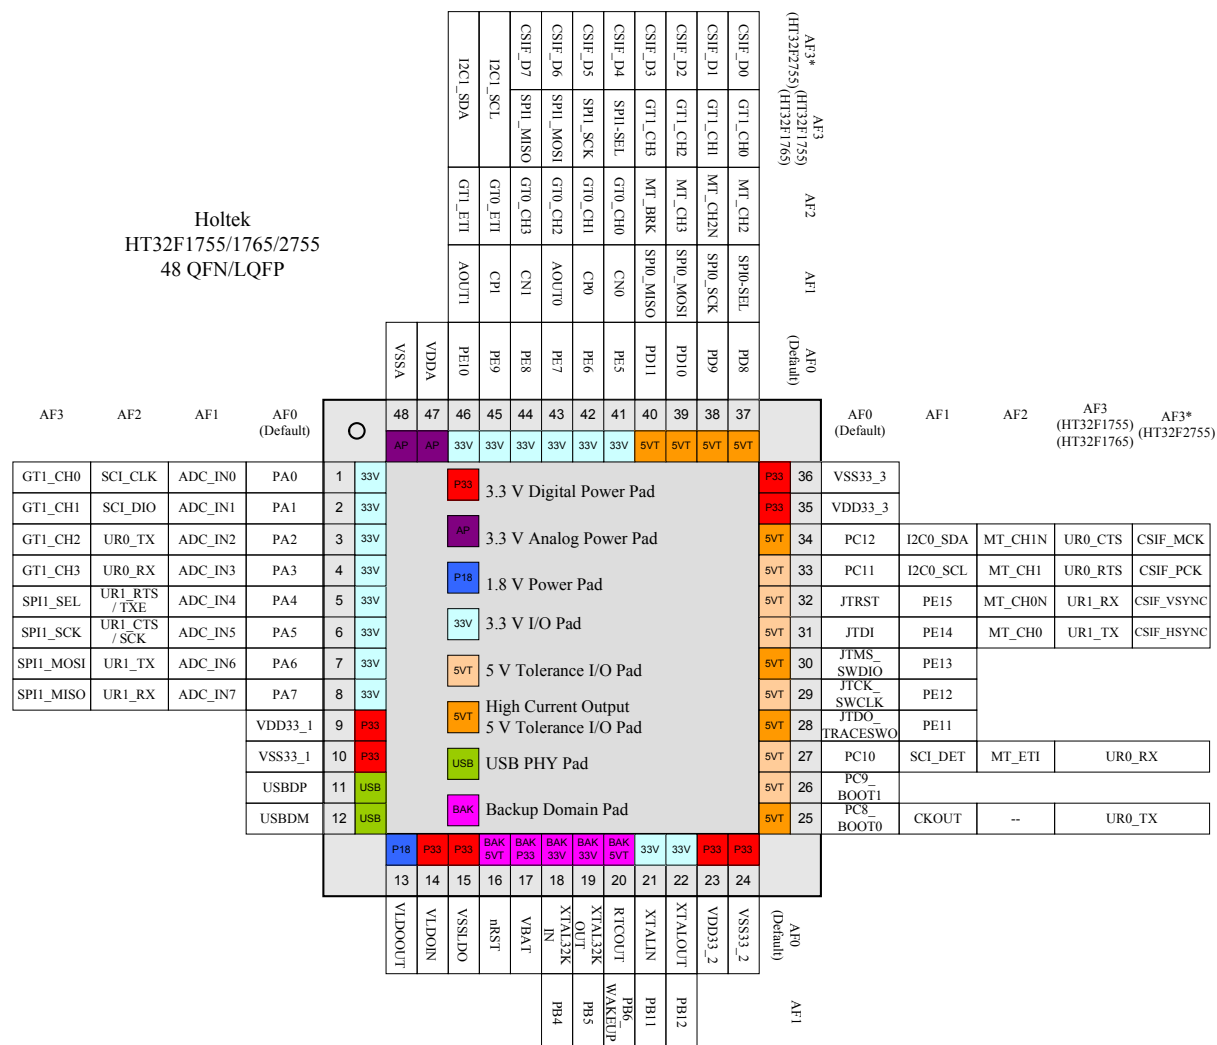 AF3*
(HT32F2755)
AF3
(HT32F1755)
(HT32F1765)
AF2
AF1
AF0
(Default)
I2C1_SDA GT1_ETI AOUT1 PE10
I2C1_SCL GT0_ETI CP1 PE9
CSIF_D7 SPI1_MISO GT0_CH3 CN1 PE8
CSIF_D6 SPI1_MOSI GT0_CH2 AOUT0 PE7
CSIF_D5 SPI1_SCK GT0_CH1 CP0 PE6
CSIF_D4 SPI1-SEL GT0_CH0 CN0 PE5
CSIF_D3 GT1_CH3 MT_BRK SPI0_MISO PD11
CSIF_D2 GT1_CH2 MT_CH3 SPI0_MOSI PD10
CSIF_D1 GT1_CH1 MT_CH2N SPI0_SCK PD9
CSIF_D0 GT1_CH0 MT_CH2 SPI0-SEL PD8
VSSA
VDDA
Holtek
HT32F1755/1765/2755
48 QFN/LQFP
48 47 46 45 44 43 42 41 40 39 38 37
AP AP 33V 33V 33V 33V 33V 33V 5VT 5VT 5VT 5VT
AF3 AF2 AF1 AF0
(Default)
GT1_CH0 SCI_CLK ADC_IN0 PA0 1 33V
GT1_CH1 SCI_DIO ADC_IN1 PA1 2 33V
GT1_CH2 UR0_TX ADC_IN2 PA2 3 33V
GT1_CH3 UR0_RX ADC_IN3 PA3 4 33V
SPI1_SEL UR1_RTS / TXE ADC_IN4 PA4 5 33V
SPI1_SCK UR1_CTS / SCK ADC_IN5 PA5 6 33V
SPI1_MOSI UR1_TX ADC_IN6 PA6 7 33V
SPI1_MISO UR1_RX ADC_IN7 PA7 8 33V
VDD33_1 9 P33
VSS33_1 10 P33
USBDP 11 USB
USBDM 12 USB
P33 3.3 V Digital Power Pad
AP 3.3 V Analog Power Pad
P18 1.8 V Power Pad
33V 3.3 V I/O Pad
5VT 5 V Tolerance I/O Pad
5VT High Current Output
5 V Tolerance I/O Pad
USB USB PHY Pad
BAK Backup Domain Pad
AF0
(Default)
AF1
AF2
AF3
(HT32F1755)
(HT32F1765)
AF3*
(HT32F2755)
P33 36 VSS33_3
P33 35 VDD33_3
5VT 34 PC12 I2C0_SDA MT_CH1N UR0_CTS CSIF_MCK
5VT 33 PC11 I2C0_SCL MT_CH1 UR0_RTS CSIF_PCK
5VT 32 JTRST PE15 MT_CH0N UR1_RX CSIF_VSYNC
5VT 31 JTDI PE14 MT_CH0 UR1_TX CSIF_HSYNC
5VT 30 JTMS_ SWDIO PE13
5VT 29 JTCK_ SWCLK PE12
5VT 28 JTDO_ TRACESWO PE11
5VT 27 PC10 SCI_DET MT_ETI UR0_RX
5VT 26 PC9_ BOOT1
5VT 25 PC8_ BOOT0 CKOUT -- UR0_TX
P18 P33 P33 BAK 5VT BAK P33 BAK 33V BAK 33V BAK 5VT 33V 33V P33 P33
13 14 15 16 17 18 19 20 21 22 23 24
VLDOOUT
VLDOIN
VSSLDO
nRST
VBAT
XTAL32K IN PB4
XTAL32K OUT PB5
RTCOUT PB6_ WAKEUP
XTALIN PB11
XTALOUT PB12
VDD33_2
VSS33_2
AF0
(Default)
AF1